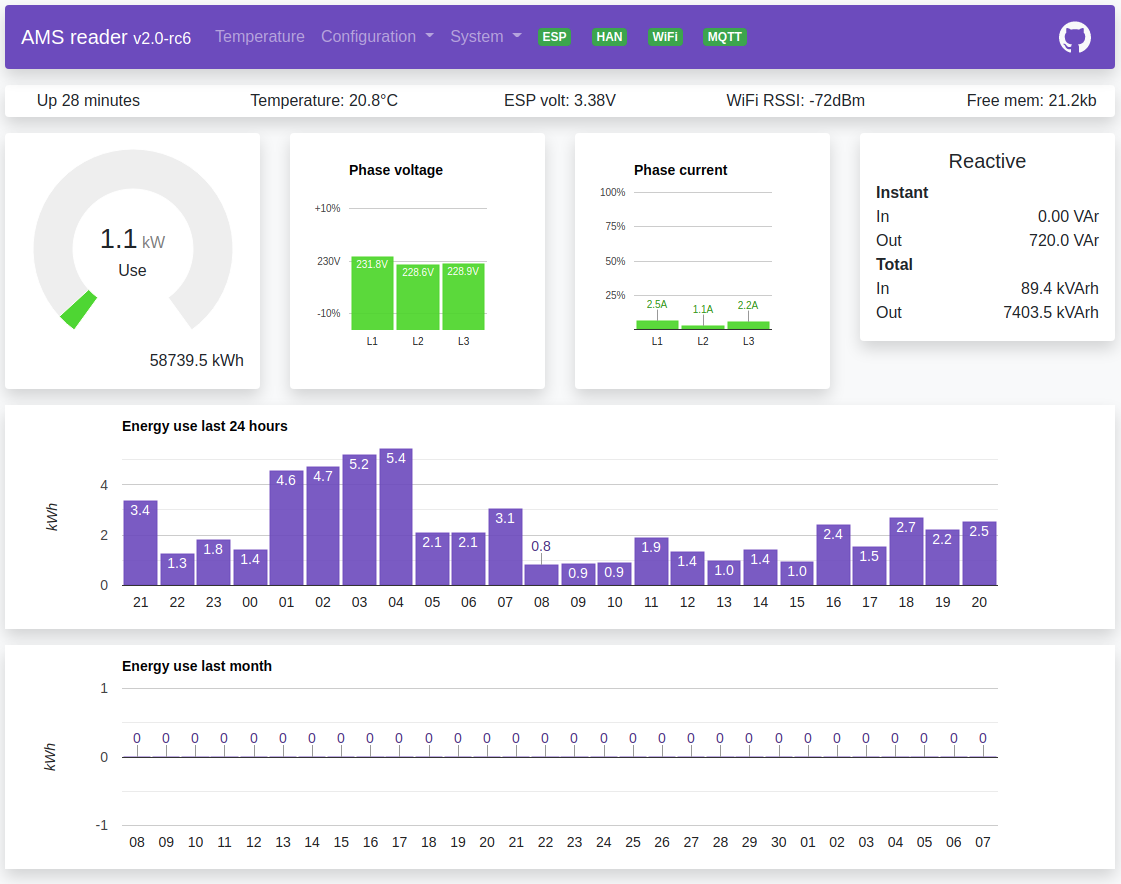 AMS reader v2.0-rc6 Temperature Configuration System ESP HAN WiFi MQTT
Up 28 minutes Temperature: 20.8°C ESP volt: 3.38V WiFi RSSI: -72dBm Free mem: 21.2kb
1.1 kW
Use
58739.5 kWh
Phase voltage
+10%
230V
-10%
231.8V 228.6V 228.9V
L1 L2 L3
Phase current
100%
75%
50%
25%
2.5A 1.1A 2.2A
L1 L2 L3
Reactive
Instant
In 0.00 VAr
Out 720.0 VAr
Total
In 89.4 kVArh
Out 7403.5 kVArh
Energy use last 24 hours
kWh
4
2
0
3.4 1.3 1.8 1.4 4.6 4.7 5.2 5.4 2.1 2.1 3.1 0.8 0.9 0.9 1.9 1.4 1.0 1.4 1.0 2.4 1.5 2.7 2.2 2.5
21 22 23 00 01 02 03 04 05 06 07 08 09 10 11 12 13 14 15 16 17 18 19 20
Energy use last month
kWh
1
0
-1
0 0 0 0 0 0 0 0 0 0 0 0 0 0 0 0 0 0 0 0 0 0 0 0 0 0 0 0 0 0
08 09 10 11 12 13 14 15 16 17 18 19 20 21 22 23 24 25 26 27 28 29 30 01 02 03 04 05 06 07